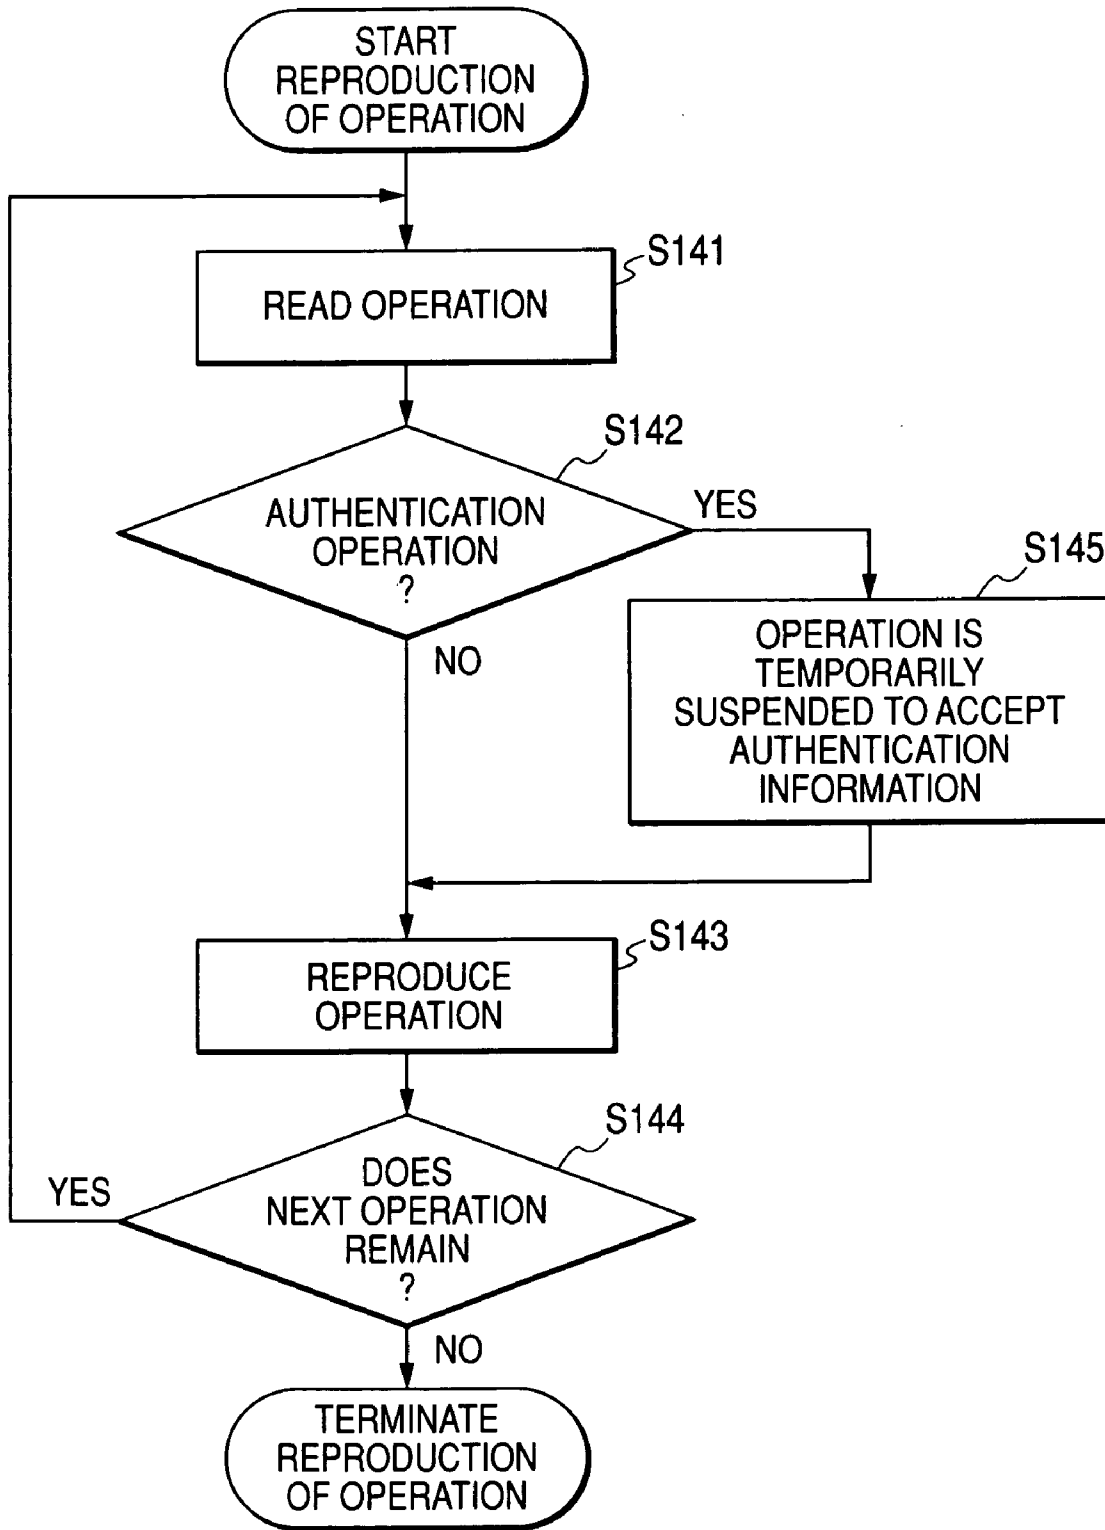 START
REPRODUCTION
OF OPERATION
S141
READ OPERATION
S142
AUTHENTICATION
OPERATION
?
YES
NO
S145
OPERATION IS
TEMPORARILY
SUSPENDED TO ACCEPT
AUTHENTICATION
INFORMATION
S143
REPRODUCE
OPERATION
S144
DOES
NEXT OPERATION
REMAIN
?
YES
NO
TERMINATE
REPRODUCTION
OF OPERATION